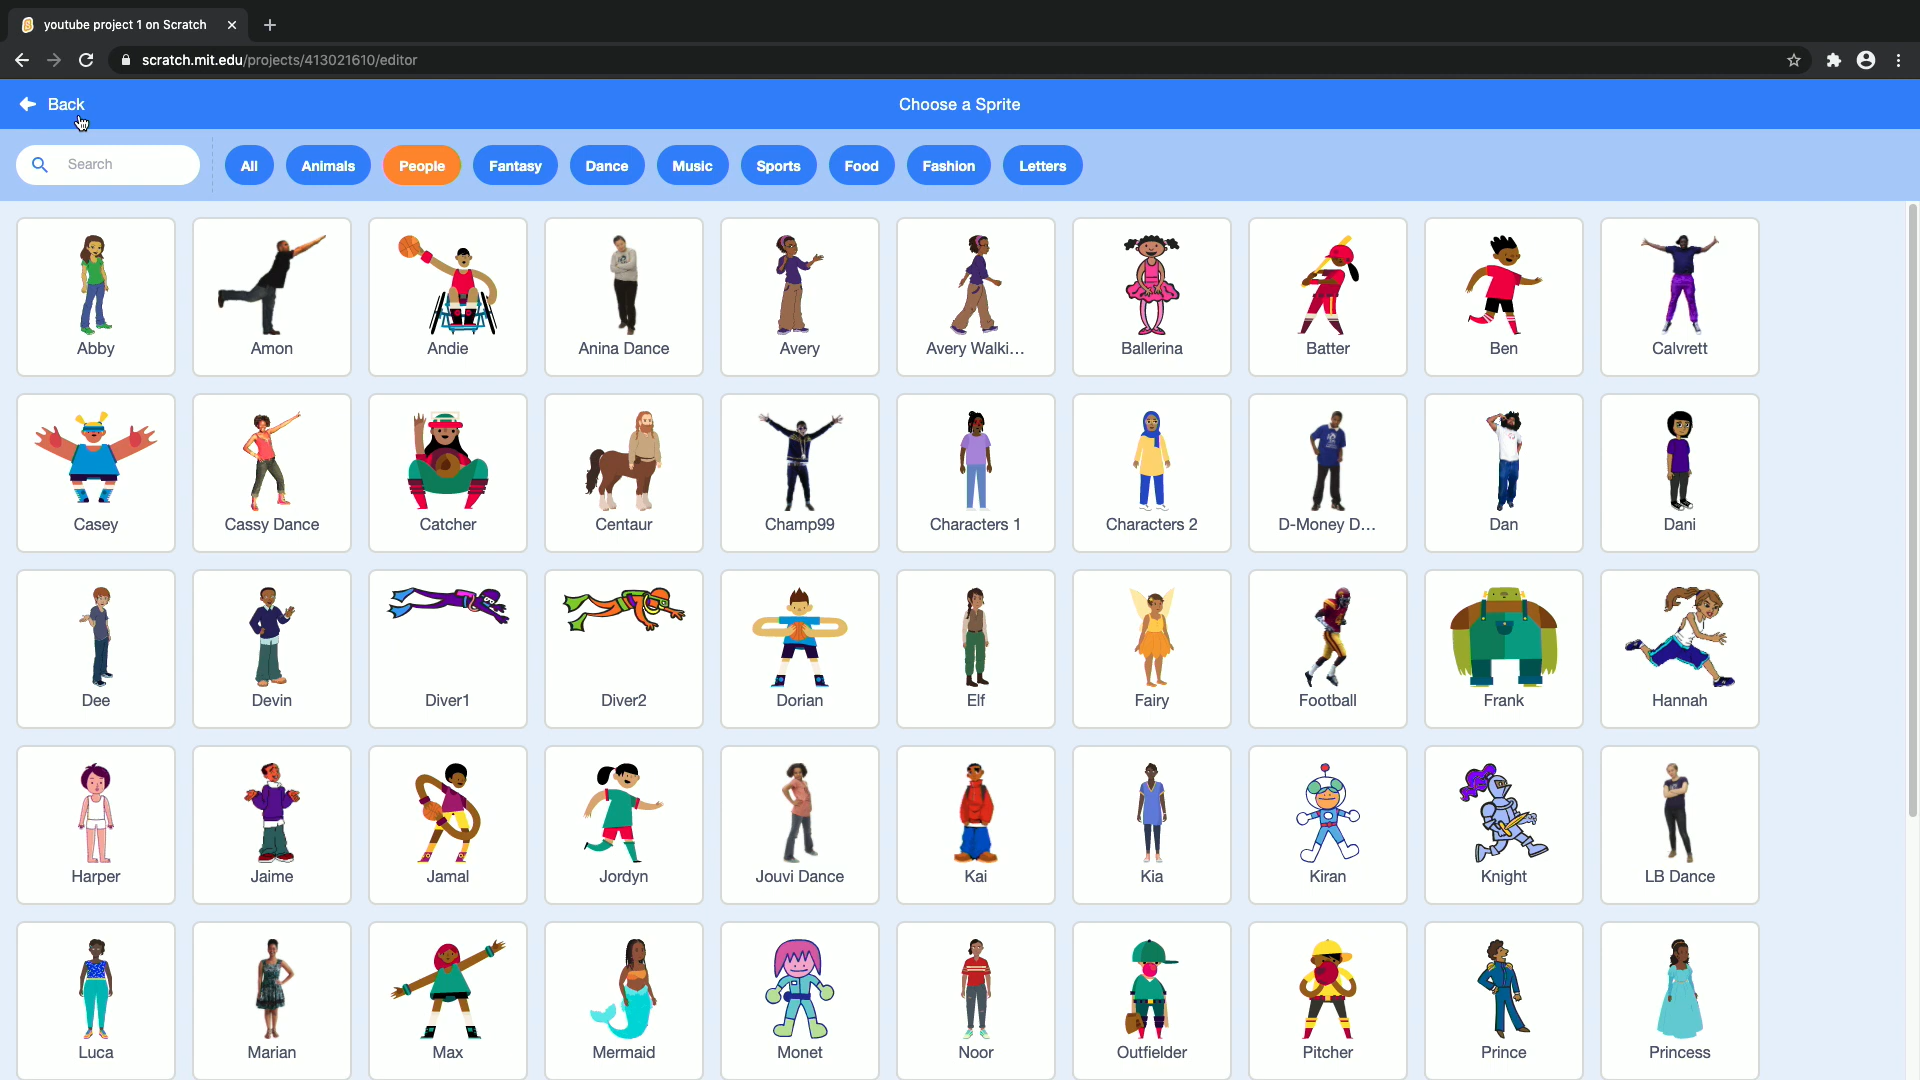 youtube project 1 on Scratch
scratch.mit.edu/projects/413021610/editor
Back
Choose a Sprite
Search
All
Animals
People
Fantasy
Dance
Music
Sports
Food
Fashion
Letters
Abby
Amon
Andie
Anina Dance
Avery
Avery Walki...
Ballerina
Batter
Ben
Calvrett
Casey
Cassy Dance
Catcher
Centaur
Champ99
Characters 1
Characters 2
D-Money D...
Dan
Dani
Dee
Devin
Diver1
Diver2
Dorian
Elf
Fairy
Football
Frank
Hannah
Harper
Jaime
Jamal
Jordyn
Jouvi Dance
Kai
Kia
Kiran
Knight
LB Dance
Luca
Marian
Max
Mermaid
Monet
Noor
Outfielder
Pitcher
Prince
Princess